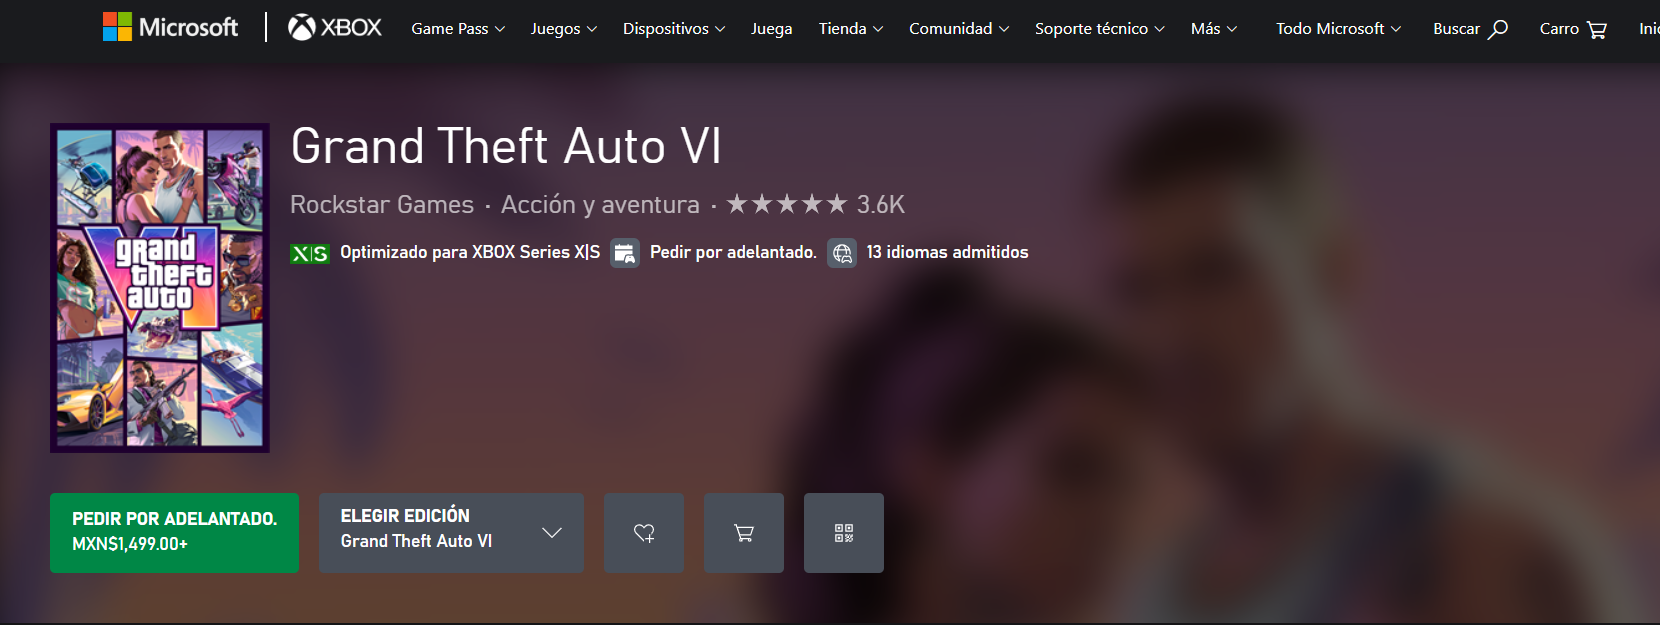 Microsoft XBOX Game Pass Juegos Dispositivos Juega Tienda Comunidad Soporte técnico Más Todo Microsoft Buscar Carro
Grand Theft Auto VI
Rockstar Games · Acción y aventura · ★★★★★ 3.6K
X|S Optimizado para XBOX Series X|S Pedir por adelantado. 13 idiomas admitidos
grand
theft
auto
VI
PEDIR POR ADELANTADO.
MXN$1,499.00+
ELEGIR EDICIÓN
Grand Theft Auto VI